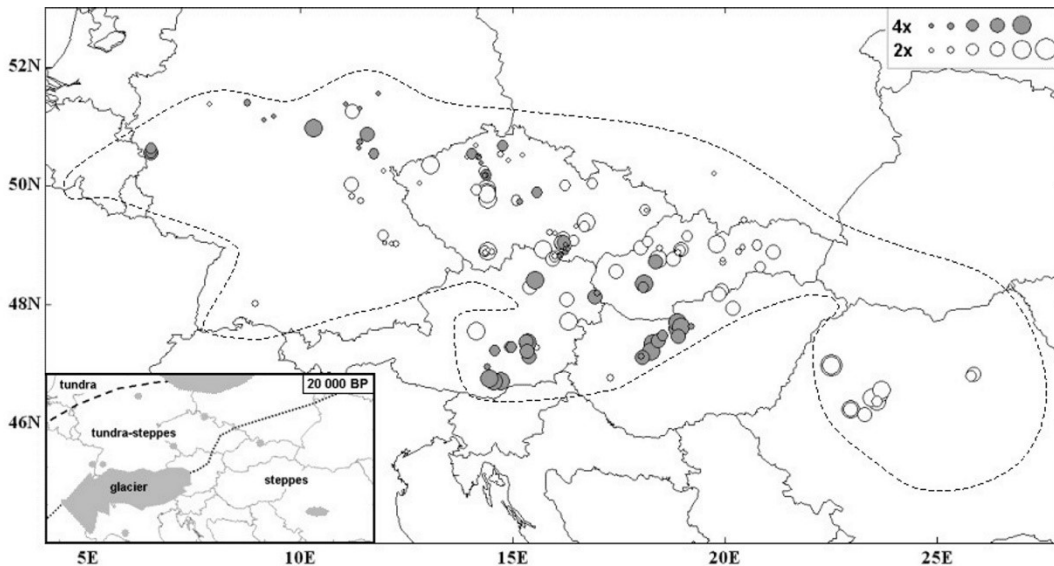 52N
50N
48N
46N
4x
2x
20 000 BP
tundra
tundra-steppes
glacier
steppes
5E 10E 15E 20E 25E